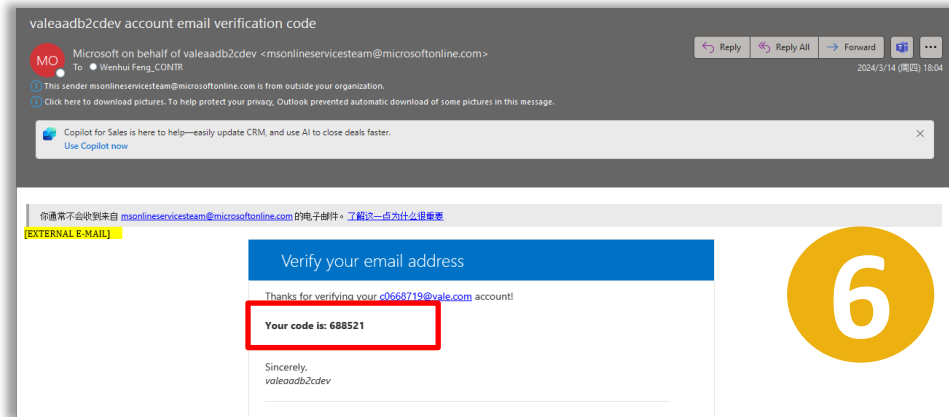 valeaadb2cdev account email verification code
MO
Microsoft on behalf of valeaadb2cdev <msonlineservicesteam@microsoftonline.com>
To Wenhui Feng_CONTR
Reply
Reply All
Forward
2024/3/14 (周四) 18:04
This sender msonlineservicesteam@microsoftonline.com is from outside your organization.
Click here to download pictures. To help protect your privacy, Outlook prevented automatic download of some pictures in this message.
Copilot for Sales is here to help—easily update CRM, and use AI to close deals faster.
Use Copilot now
你通常不会收到来自 msonlineservicesteam@microsoftonline.com 的电子邮件。了解这一点为什么很重要
[EXTERNAL E-MAIL]
Verify your email address
Thanks for verifying your c0668719@vale.com account!
Your code is: 688521
Sincerely,
valeaadb2cdev
6